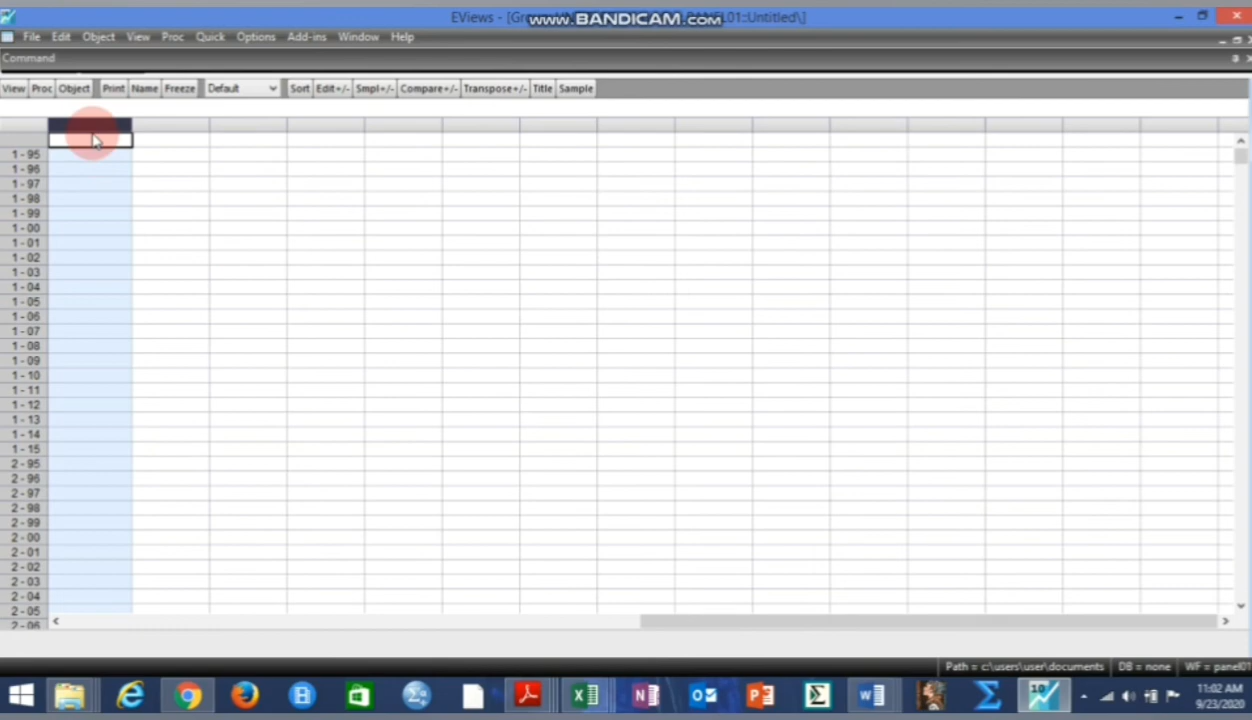 EViews - [Gro
www.BANDICAM.com
PANEL01::Untitled\]
File Edit Object View Proc Quick Options Add-ins Window Help
Command
View Proc Object Print Name Freeze Default Sort Edit+/- Smpl+/- Compare+/- Transpose+/- Title Sample
1 - 95
1 - 96
1 - 97
1 - 98
1 - 99
1 - 00
1 - 01
1 - 02
1 - 03
1 - 04
1 - 05
1 - 06
1 - 07
1 - 08
1 - 09
1 - 10
1 - 11
1 - 12
1 - 13
1 - 14
1 - 15
2 - 95
2 - 96
2 - 97
2 - 98
2 - 99
2 - 00
2 - 01
2 - 02
2 - 03
2 - 04
2 - 05
2 - 06
Path = c:\users\user\documents DB = none WF = panel01
11:02 AM
9/23/2020